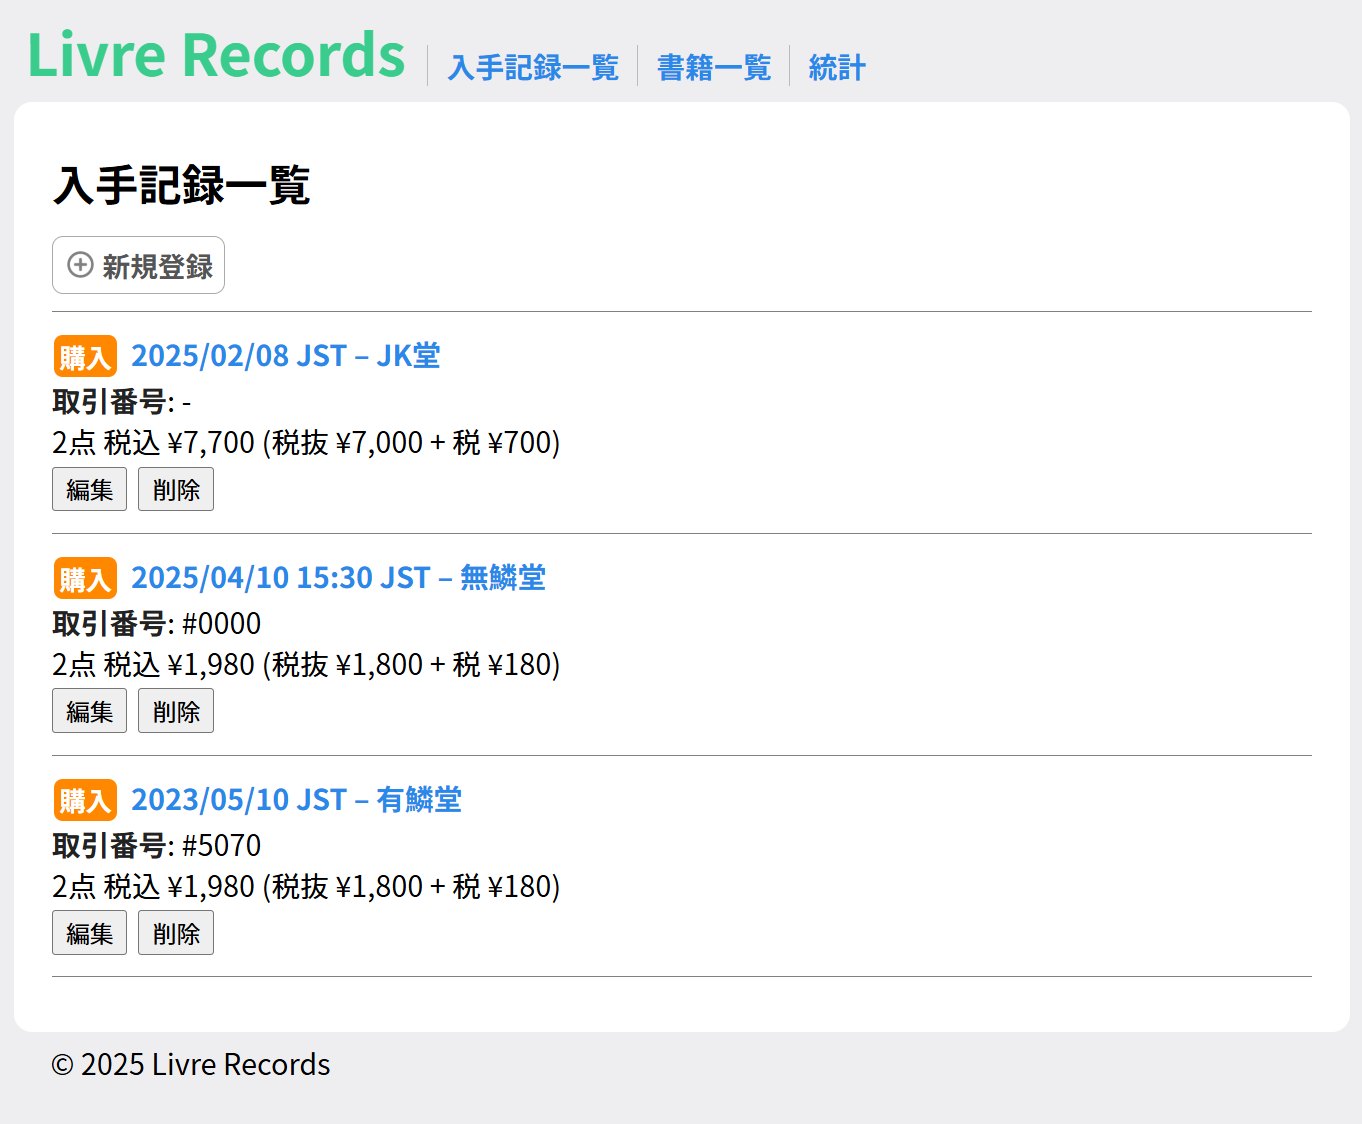 Livre Records 入手記録一覧 書籍一覧 統計
入手記録一覧
新規登録
購入 2025/02/08 JST – JK堂
取引番号: -
2点 税込 ¥7,700 (税抜 ¥7,000 + 税 ¥700)
編集 削除
購入 2025/04/10 15:30 JST – 無鱗堂
取引番号: #0000
2点 税込 ¥1,980 (税抜 ¥1,800 + 税 ¥180)
編集 削除
購入 2023/05/10 JST – 有鱗堂
取引番号: #5070
2点 税込 ¥1,980 (税抜 ¥1,800 + 税 ¥180)
編集 削除
© 2025 Livre Records